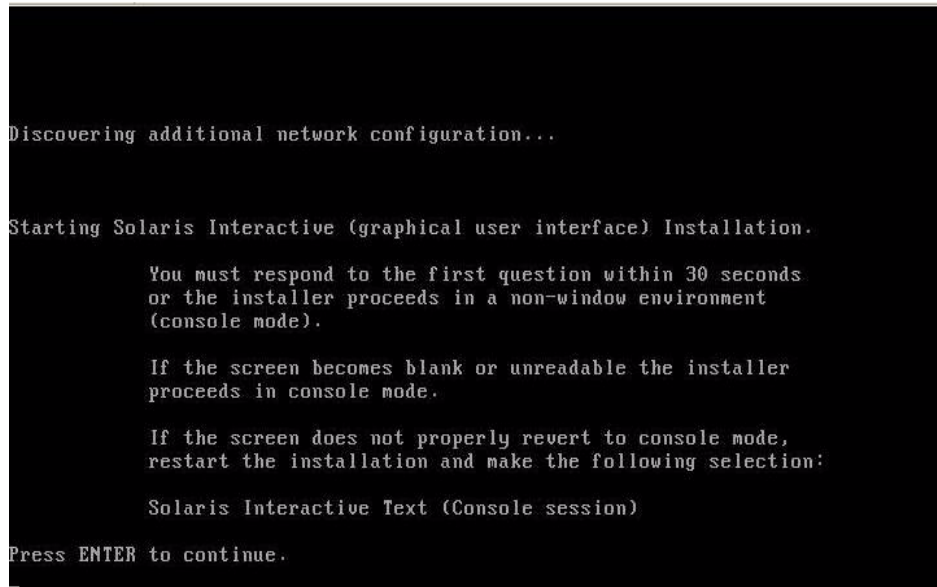 Discovering additional network configuration...
Starting Solaris Interactive (graphical user interface) Installation.
You must respond to the first question within 30 seconds
or the installer proceeds in a non-window environment
(console mode).
If the screen becomes blank or unreadable the installer
proceeds in console mode.
If the screen does not properly revert to console mode,
restart the installation and make the following selection:
Solaris Interactive Text (Console session)
Press ENTER to continue.